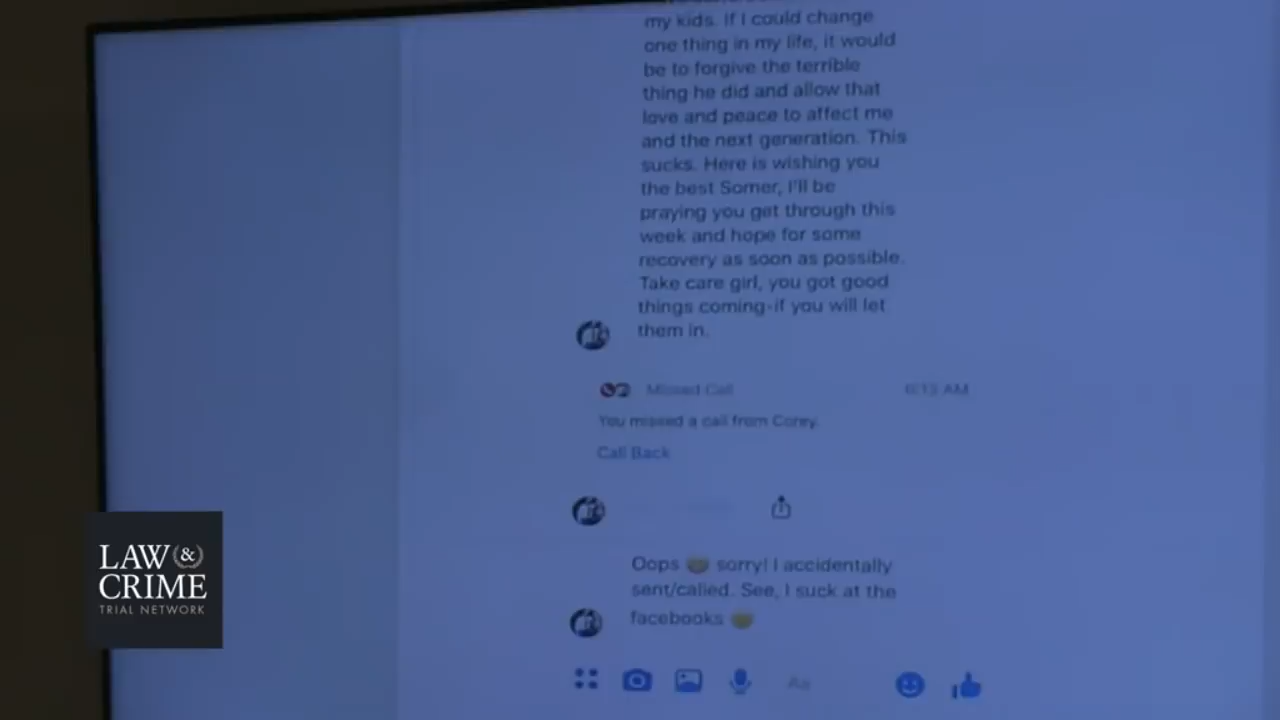 my kids. If I could change
one thing in my life, it would
be to forgive the terrible
thing he did and allow that
love and peace to affect me
and the next generation. This
sucks. Here is wishing you
the best Somer, I'll be
praying you get through this
week and hope for some
recovery as soon as possible.
Take care girl, you got good
things coming-if you will let
them in.
Missed Call 6:13 AM
You missed a call from Corey.
Call Back
Oops sorry! I accidentally
sent/called. See, I suck at the
facebooks
Aa
LAW &
CRIME
TRIAL NETWORK